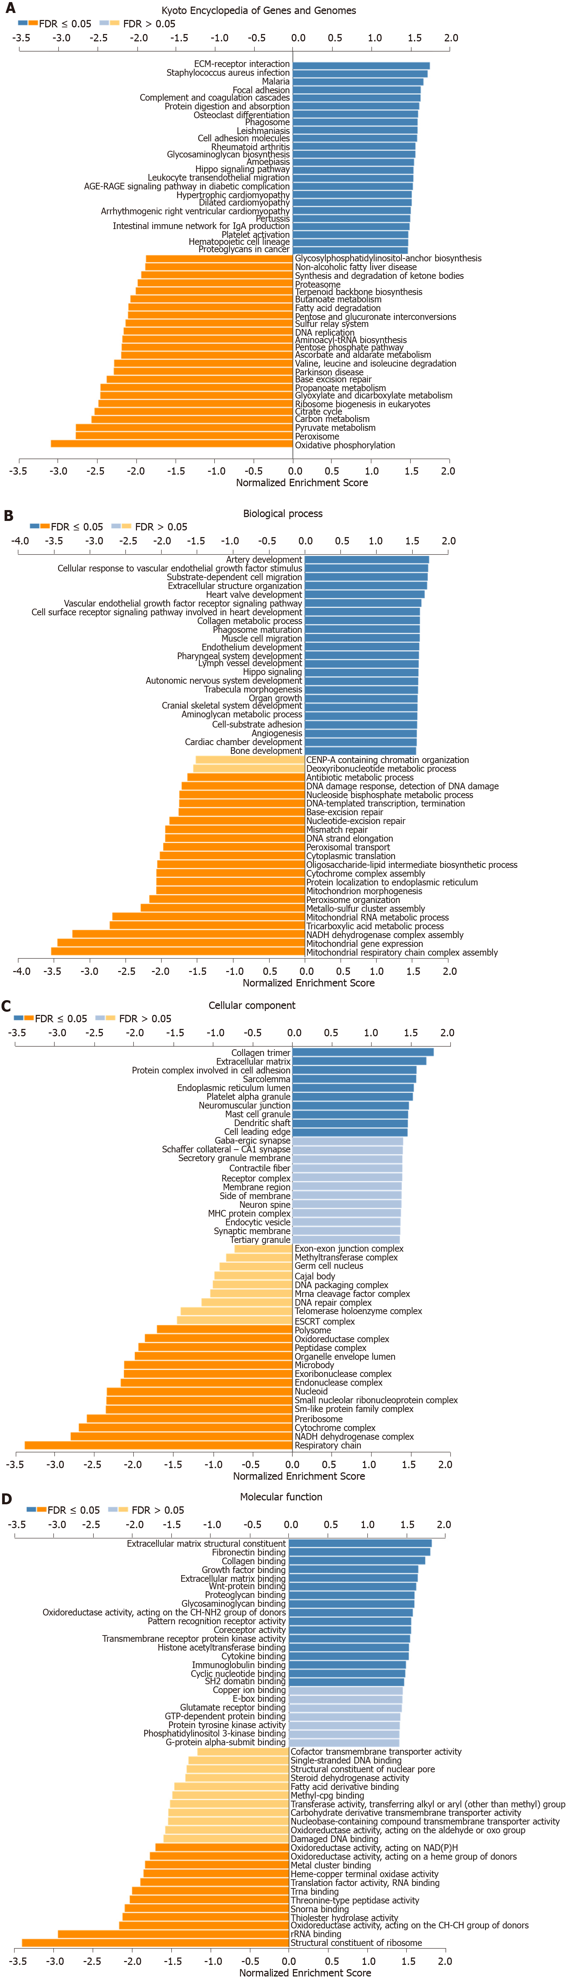 A
Kyoto Encyclopedia of Genes and Genomes
FDR ≤ 0.05 FDR > 0.05
-3.5 -3.0 -2.5 -2.0 -1.5 -1.0 -0.5 0.0 0.5 1.0 1.5 2.0
ECM-receptor interaction
Staphylococcus aureus infection
Malaria
Focal adhesion
Complement and coagulation cascades
Protein digestion and absorption
Osteoclast differentiation
Phagosome
Leishmaniasis
Cell adhesion molecules
Rheumatoid arthritis
Glycosaminoglycan biosynthesis
Amoebiasis
Hippo signaling pathway
Leukocyte transendothelial migration
AGE-RAGE signaling pathway in diabetic complication
Hypertrophic cardiomyopathy
Dilated cardiomyopathy
Arrhythmogenic right ventricular cardiomyopathy
Pertussis
Intestinal immune network for IgA production
Platelet activation
Hematopoietic cell lineage
Proteoglycans in cancer
Glycosylphosphatidylinositol-anchor biosynthesis
Non-alcoholic fatty liver disease
Synthesis and degradation of ketone bodies
Proteasome
Terpenoid backbone biosynthesis
Butanoate metabolism
Fatty acid degradation
Pentose and glucuronate interconversions
Sulfur relay system
DNA replication
Aminoacyl-tRNA biosynthesis
Pentose phosphate pathway
Ascorbate and aldarate metabolism
Valine, leucine and isoleucine degradation
Parkinson disease
Base excision repair
Propanoate metabolism
Glyoxylate and dicarboxylate metabolism
Ribosome biogenesis in eukaryotes
Citrate cycle
Carbon metabolism
Pyruvate metabolism
Peroxisome
Oxidative phosphorylation
-3.5 -3.0 -2.5 -2.0 -1.5 -1.0 -0.5 0.0 0.5 1.0 1.5 2.0
Normalized Enrichment Score
B
Biological process
FDR ≤ 0.05 FDR > 0.05
-4.0 -3.5 -3.0 -2.5 -2.0 -1.5 -1.0 -0.5 0.0 0.5 1.0 1.5 2.0
Artery development
Cellular response to vascular endothelial growth factor stimulus
Substrate-dependent cell migration
Extracellular structure organization
Heart valve development
Vascular endothelial growth factor receptor signaling pathway
Cell surface receptor signaling pathway involved in heart development
Collagen metabolic process
Phagosome maturation
Muscle cell migration
Endothelium development
Pharyngeal system development
Lymph vessel development
Hippo signaling
Autonomic nervous system development
Trabecula morphogenesis
Organ growth
Cranial skeletal system development
Aminoglycan metabolic process
Cell-substrate adhesion
Angiogenesis
Cardiac chamber development
Bone development
CENP-A containing chromatin organization
Deoxyribonucleotide metabolic process
Antibiotic metabolic process
DNA damage response, detection of DNA damage
Nucleoside bisphosphate metabolic process
DNA-templated transcription, termination
Base-excision repair
Nucleotide-excision repair
Mismatch repair
DNA strand elongation
Peroxisomal transport
Cytoplasmic translation
Oligosaccharide-lipid intermediate biosynthetic process
Cytochrome complex assembly
Protein localization to endoplasmic reticulum
Mitochondrion morphogenesis
Peroxisome organization
Metallo-sulfur cluster assembly
Mitochondrial RNA metabolic process
Tricarboxylic acid metabolic process
NADH dehydrogenase complex assembly
Mitochondrial gene expression
Mitochondrial respiratory chain complex assembly
-4.0 -3.5 -3.0 -2.5 -2.0 -1.5 -1.0 -0.5 0.0 0.5 1.0 1.5 2.0
Normalized Enrichment Score
C
Cellular component
FDR ≤ 0.05 FDR > 0.05
-3.5 -3.0 -2.5 -2.0 -1.5 -1.0 -0.5 0.0 0.5 1.0 1.5 2.0
Collagen trimer
Extracellular matrix
Protein complex involved in cell adhesion
Sarcolemma
Endoplasmic reticulum lumen
Platelet alpha granule
Neuromuscular junction
Mast cell granule
Dendritic shaft
Cell leading edge
Gaba-ergic synapse
Schaffer collateral – CA1 synapse
Secretory granule membrane
Contractile fiber
Receptor complex
Membrane region
Side of membrane
Neuron spine
MHC protein complex
Endocytic vesicle
Synaptic membrane
Tertiary granule
Exon-exon junction complex
Methyltransferase complex
Germ cell nucleus
Cajal body
DNA packaging complex
Mrna cleavage factor complex
DNA repair complex
Telomerase holoenzyme complex
ESCRT complex
Polysome
Oxidoreductase complex
Peptidase complex
Organelle envelope lumen
Microbody
Exoribonuclease complex
Endonuclease complex
Nucleoid
Small nucleolar ribonucleoprotein complex
Sm-like protein family complex
Preribosome
Cytochrome complex
NADH dehydrogenase complex
Respiratory chain
-3.5 -3.0 -2.5 -2.0 -1.5 -1.0 -0.5 0.0 0.5 1.0 1.5 2.0
Normalized Enrichment Score
D
Molecular function
FDR ≤ 0.05 FDR > 0.05
-3.5 -3.0 -2.5 -2.0 -1.5 -1.0 -0.5 0.0 0.5 1.0 1.5 2.0
Extracellular matrix structural constituent
Fibronectin binding
Collagen binding
Growth factor binding
Extracellular matrix binding
Wnt-protein binding
Proteoglycan binding
Glycosaminoglycan binding
Oxidoreductase activity, acting on the CH-NH2 group of donors
Pattern recognition receptor activity
Coreceptor activity
Transmembrane receptor protein kinase activity
Histone acetyltransferase binding
Cytokine binding
Immunoglobulin binding
Cyclic nucleotide binding
SH2 domain binding
Copper ion binding
E-box binding
Glutamate receptor binding
GTP-dependent protein binding
Protein tyrosine kinase activity
Phosphatidylinositol 3-kinase binding
G-protein alpha-submit binding
Cofactor transmembrane transporter activity
Single-stranded DNA binding
Structural constituent of nuclear pore
Steroid dehydrogenase activity
Fatty acid derivative binding
Methyl-cpg binding
Transferase activity, transferring alkyl or aryl (other than methyl) group
Carbohydrate derivative transmembrane transporter activity
Nucleobase-containing compound transmembrane transporter activity
Oxidoreductase activity, acting on the aldehyde or oxo group
Damaged DNA binding
Oxidoreductase activity, acting on NAD(P)H
Oxidoreductase activity, acting on a heme group of donors
Metal cluster binding
Heme-copper terminal oxidase activity
Translation factor activity, RNA binding
Trna binding
Threonine-type peptidase activity
Snorna binding
Thiolester hydrolase activity
Oxidoreductase activity, acting on the CH-CH group of donors
rRNA binding
Structural constituent of ribosome
-3.5 -3.0 -2.5 -2.0 -1.5 -1.0 -0.5 0.0 0.5 1.0 1.5 2.0
Normalized Enrichment Score